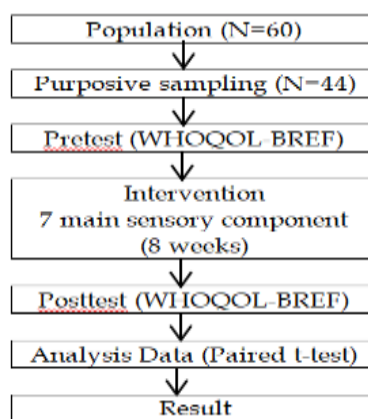 Population (N=60)
Purposive sampling (N=44)
Pretest (WHOQOL-BREF)
Intervention
7 main sensory component
(8 weeks)
Posttest (WHOQOL-BREF)
Analysis Data (Paired t-test)
Result